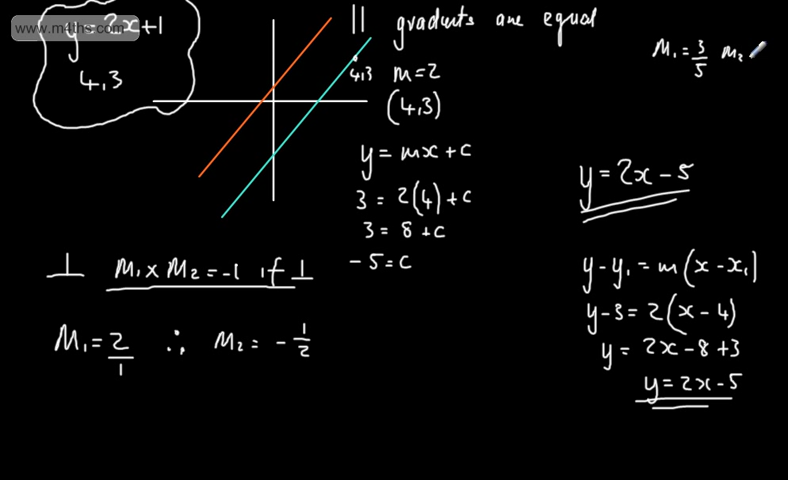 www.m4ths.com
y = 2x+1
4,3
|| gradients are equal
4,3
m = 2
(4,3)
y = mx + c
3 = 2(4) + c
3 = 8 + c
-5 = c
M₁ = 3/5 m₂
y = 2x - 5
y - y₁ = m(x - x₁)
y - 3 = 2(x - 4)
y = 2x - 8 + 3
y = 2x - 5
⊥ M₁ x M₂ = -1 if ⊥
M₁ = 2/1 ∴ M₂ = - 1/2